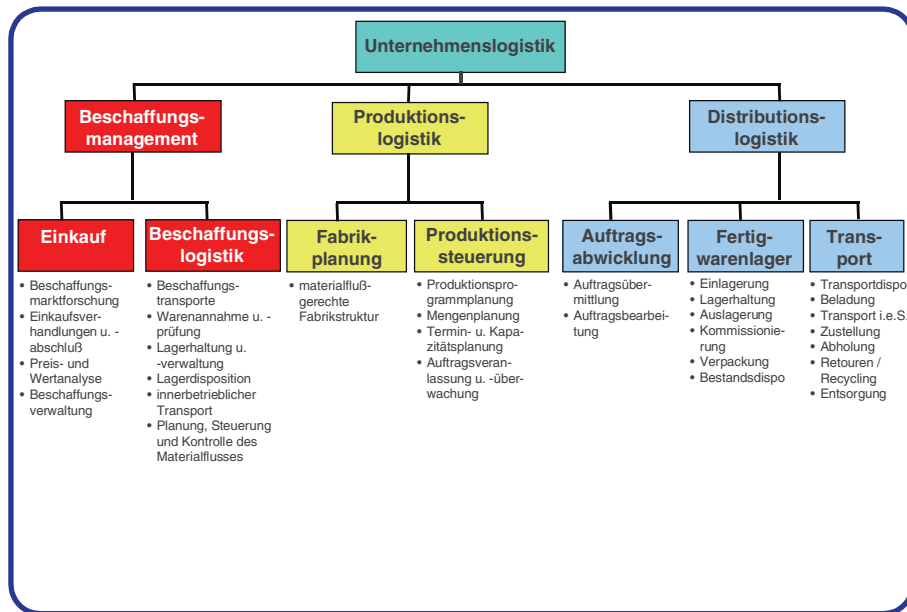 Unternehmenslogistik
Beschaffungs-
management
Produktions-
logistik
Distributions-
logistik
Einkauf
• Beschaffungs-
marktforschung
• Einkaufsver-
handlungen u. -
abschluß
• Preis- und
Wertanalyse
• Beschaffungs-
verwaltung
Beschaffungs-
logistik
• Beschaffungs-
transporte
• Warenannahme u. -
prüfung
• Lagerhaltung u.
-verwaltung
• Lagerdisposition
• innerbetrieblicher
Transport
• Planung, Steuerung
und Kontrolle des
Materialflusses
Fabrik-
planung
• materialfluß-
gerechte
Fabrikstruktur
Produktions-
steuerung
• Produktionspro-
grammplanung
• Mengenplanung
• Termin- u. Kapa-
zitätsplanung
• Auftragsveran-
lassung u. -über-
wachung
Auftrags-
abwicklung
• Auftragsüber-
mittlung
• Auftragsbearbei-
tung
Fertig-
warenlager
• Einlagerung
• Lagerhaltung
• Auslagerung
• Kommissionie-
rung
• Verpackung
• Bestandsdispo
Trans-
port
• Transportdispo
• Beladung
• Transport i.e.S.
• Zustellung
• Abholung
• Retouren /
Recycling
• Entsorgung